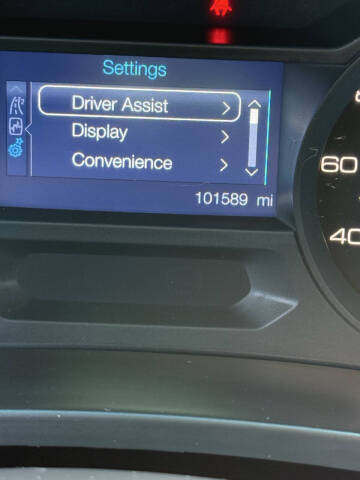 Settings
Driver Assist
Display
Convenience
101589 mi
60
40